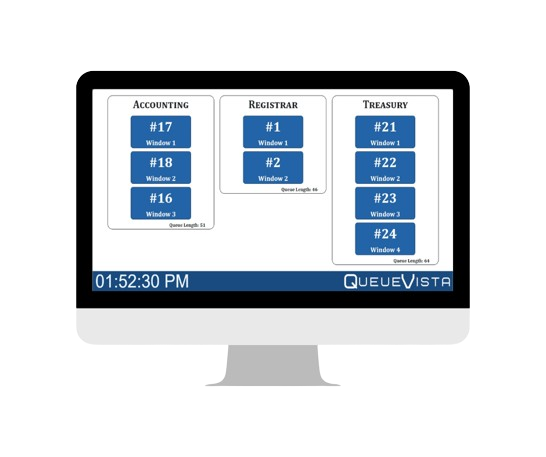 Accounting
#17
Window 1
#18
Window 2
#16
Window 3
Queue Length: 51
Registrar
#1
Window 1
#2
Window 2
Queue Length: 46
Treasury
#21
Window 1
#22
Window 2
#23
Window 3
#24
Window 4
Queue Length: 64
01:52:30 PM
QueueVista